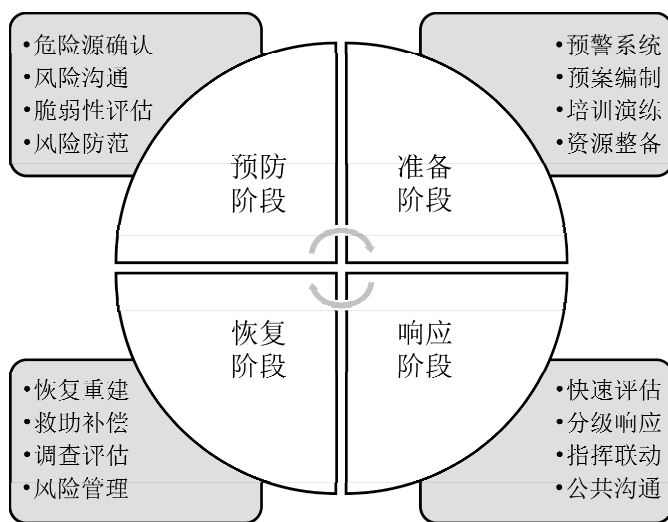 •危险源确认
•风险沟通
•脆弱性评估
•风险防范
•预警系统
•预案编制
•培训演练
•资源整备
预防
阶段
准备
阶段
恢复
阶段
响应
阶段
•恢复重建
•救助补偿
•调查评估
•风险管理
•快速评估
•分级响应
•指挥联动
•公共沟通